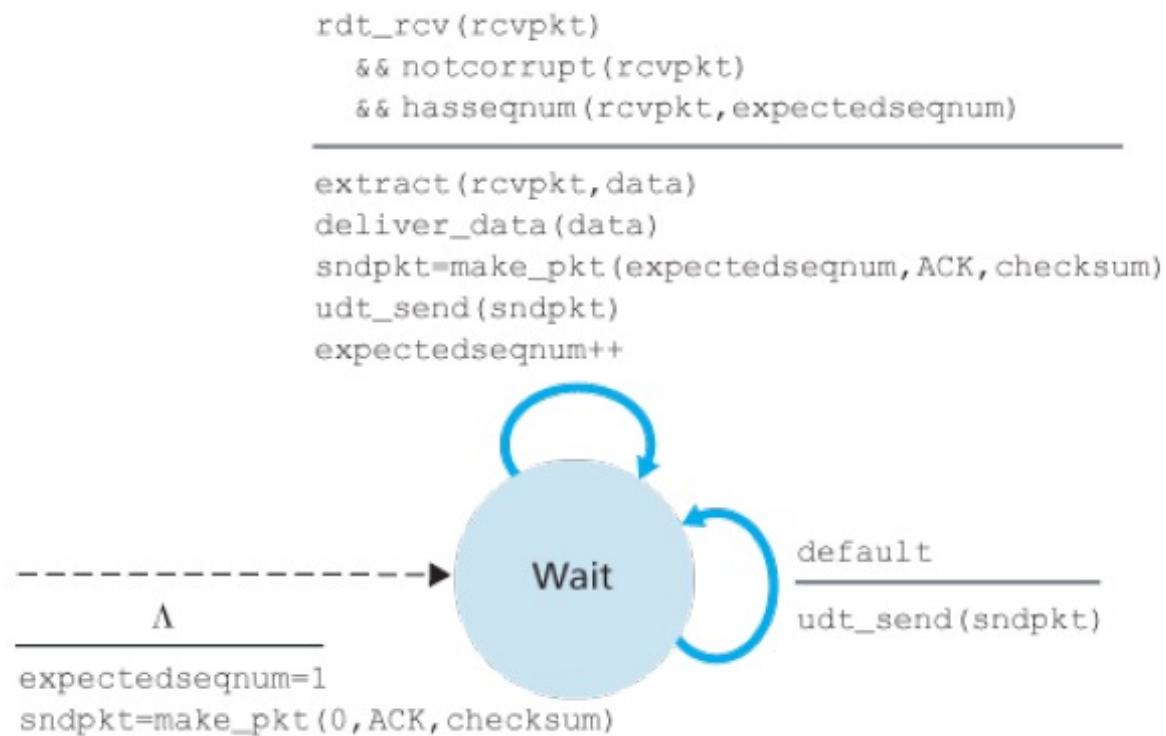 rdt_rcv(rcvpkt)
&& notcorrupt(rcvpkt)
&& hasseqnum(rcvpkt,expectedseqnum)
extract(rcvpkt,data)
deliver_data(data)
sndpkt=make_pkt(expectedseqnum,ACK,checksum)
udt_send(sndpkt)
expectedseqnum++
Wait
default
udt_send(sndpkt)
Λ
expectedseqnum=1
sndpkt=make_pkt(0,ACK,checksum)